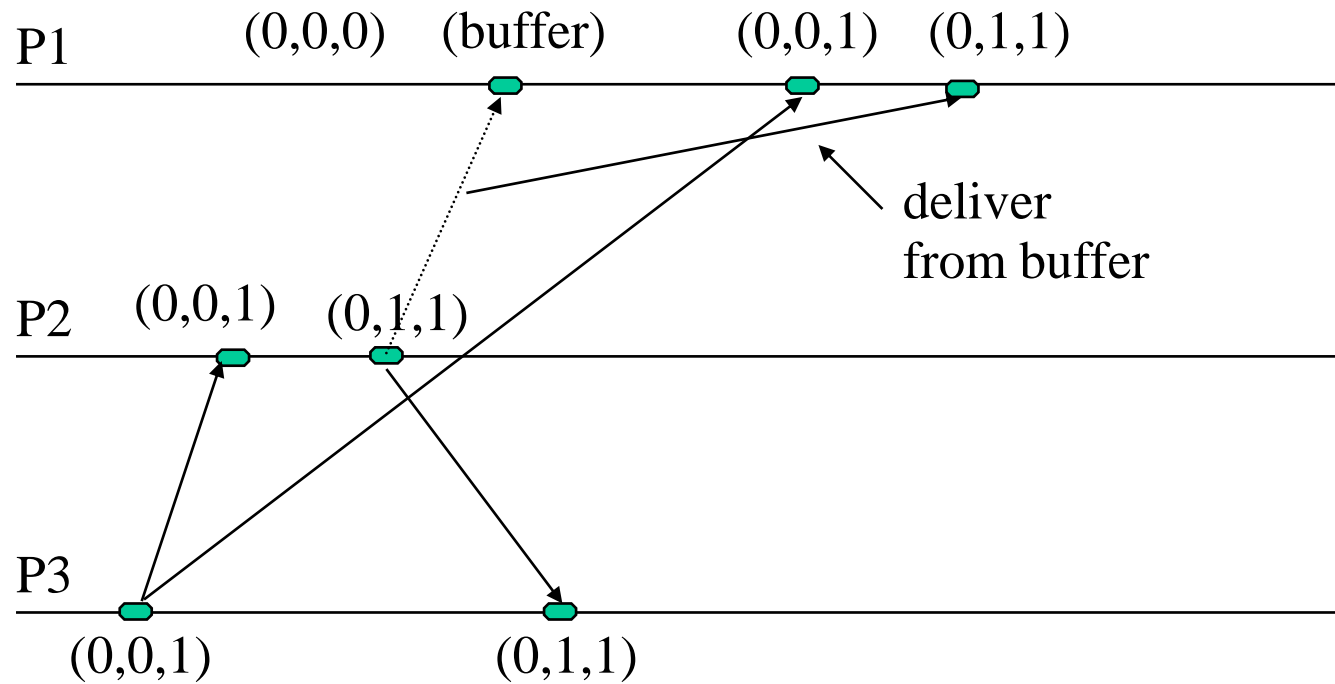 P1 (0,0,0) (buffer) (0,0,1) (0,1,1)
deliver
from buffer
P2 (0,0,1) (0,1,1)
P3
(0,0,1) (0,1,1)